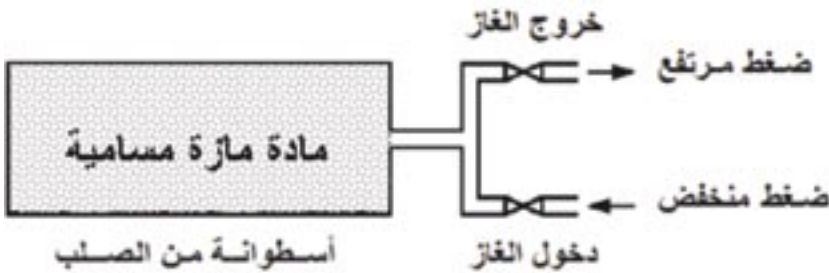 خروج الغاز
ضغط مرتفع
مادة مازة مسامية
ضغط منخفض
أسطوانة من الصلب
دخول الغاز